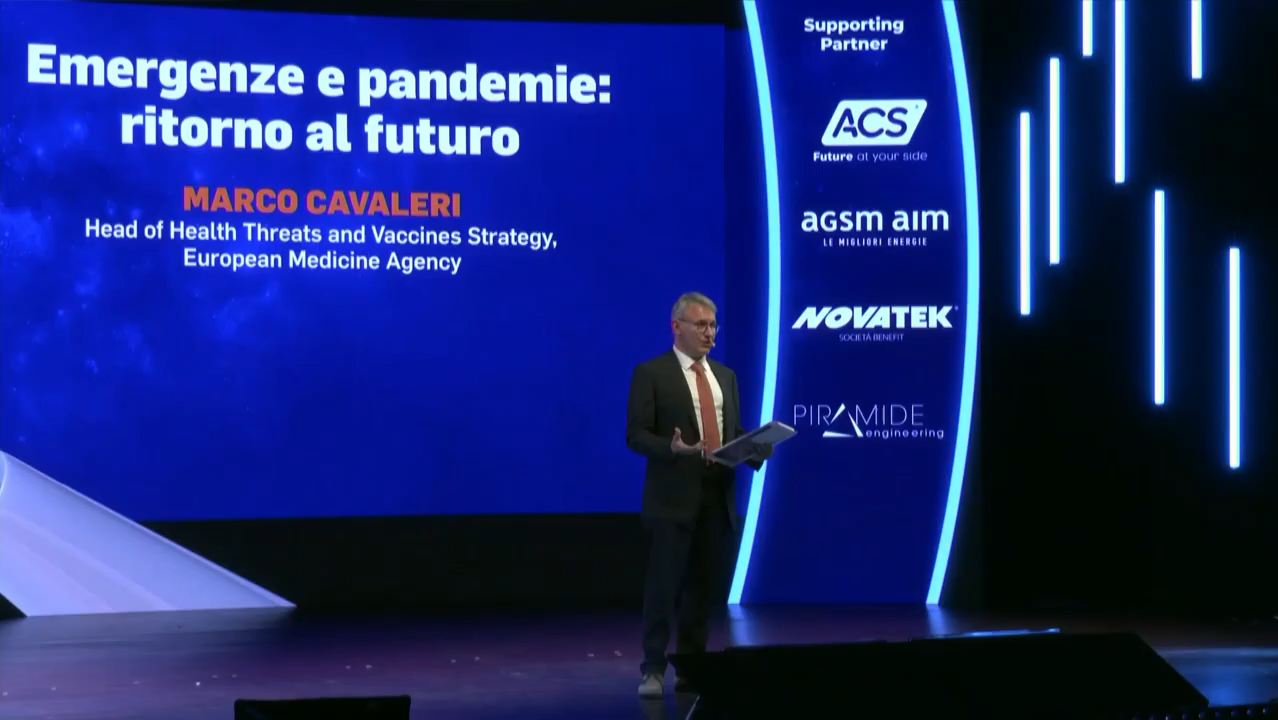 Emergenze e pandemie:
ritorno al futuro
MARCO CAVALERI
Head of Health Threats and Vaccines Strategy,
European Medicine Agency
Supporting
Partner
ACS
Future at your side
agsm aim
LE MIGLIORI ENERGIE
NOVATEK
SOCIETÀ BENEFIT
PIRAMIDE
engineering